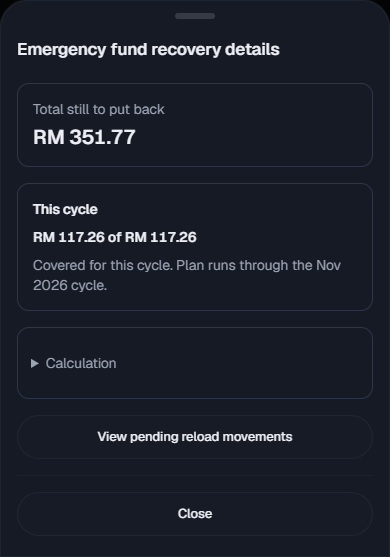 Emergency fund recovery details
Total still to put back
RM 351.77
This cycle
RM 117.26 of RM 117.26
Covered for this cycle. Plan runs through the Nov
2026 cycle.
Calculation
View pending reload movements
Close